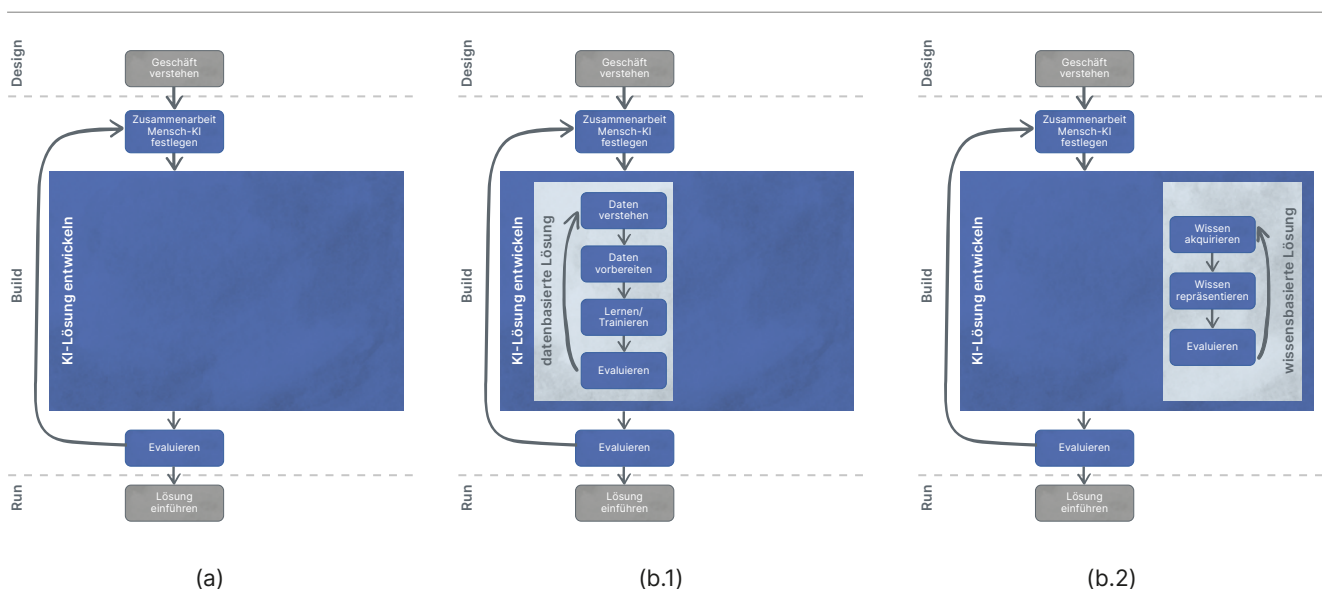 Design
Geschäft
verstehen
Zusammenarbeit
Mensch-KI
festlegen
Build
KI-Lösung entwickeln
Evaluieren
Run
Lösung
einführen
(a)
Design
Geschäft
verstehen
Zusammenarbeit
Mensch-KI
festlegen
Build
KI-Lösung entwickeln
datenbasierte Lösung
Daten
verstehen
Daten
vorbereiten
Lernen/
Trainieren
Evaluieren
Evaluieren
Run
Lösung
einführen
(b.1)
Design
Geschäft
verstehen
Zusammenarbeit
Mensch-KI
festlegen
Build
KI-Lösung entwickeln
Wissen
akquirieren
Wissen
repräsentieren
Evaluieren
wissensbasierte Lösung
Evaluieren
Run
Lösung
einführen
(b.2)